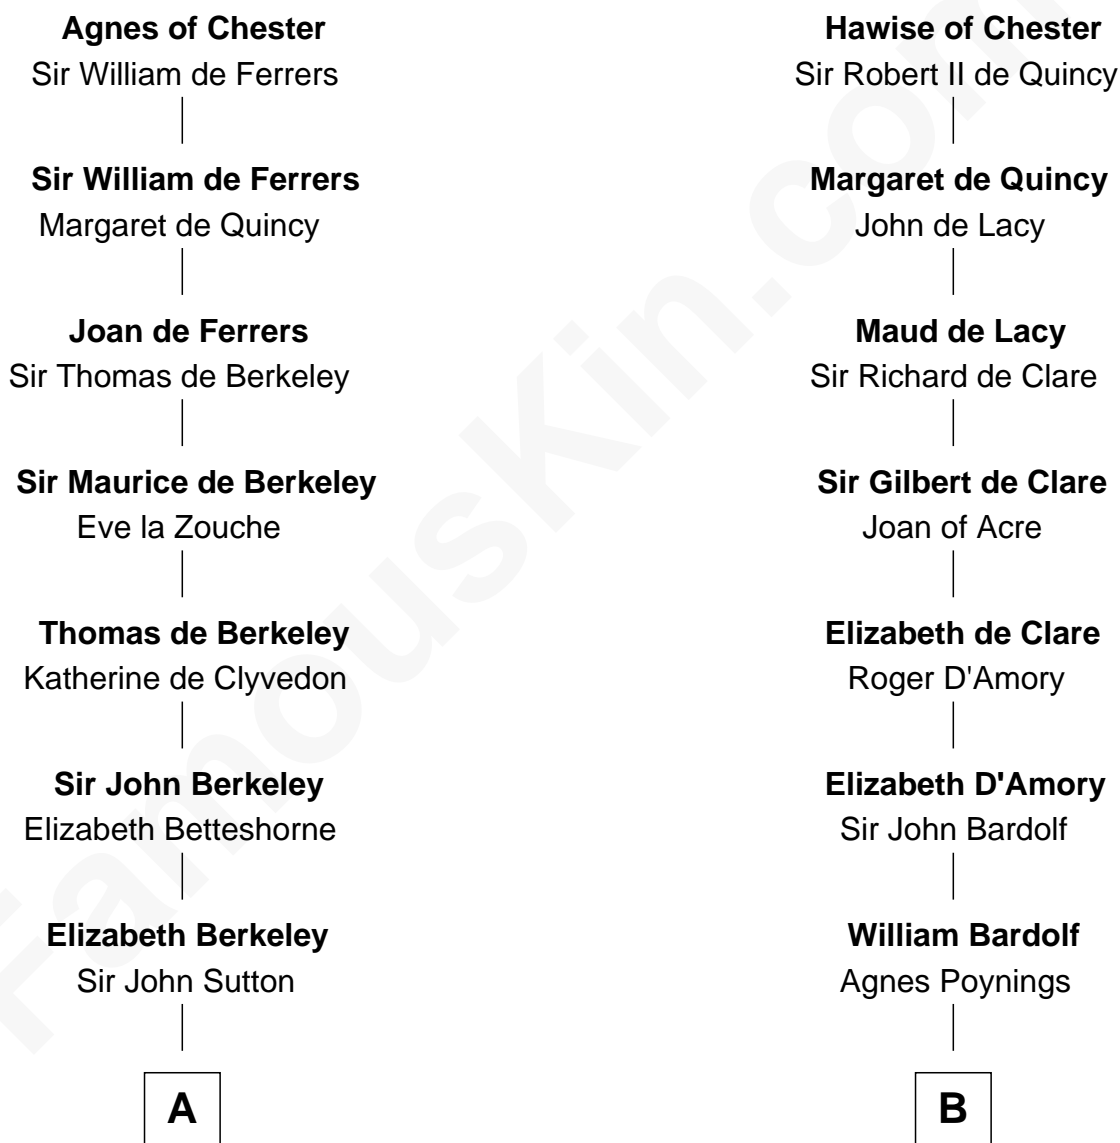 Agnes of Chester
Sir William de Ferrers
Sir William de Ferrers
Margaret de Quincy
Joan de Ferrers
Sir Thomas de Berkeley
Sir Maurice de Berkeley
Eve la Zouche
Thomas de Berkeley
Katherine de Clyvedon
Sir John Berkeley
Elizabeth Betteshorne
Elizabeth Berkeley
Sir John Sutton
A
Hawise of Chester
Sir Robert II de Quincy
Margaret de Quincy
John de Lacy
Maud de Lacy
Sir Richard de Clare
Sir Gilbert de Clare
Joan of Acre
Elizabeth de Clare
Roger D'Amory
Elizabeth D'Amory
Sir John Bardolf
William Bardolf
Agnes Poynings
B
FamousKin.com